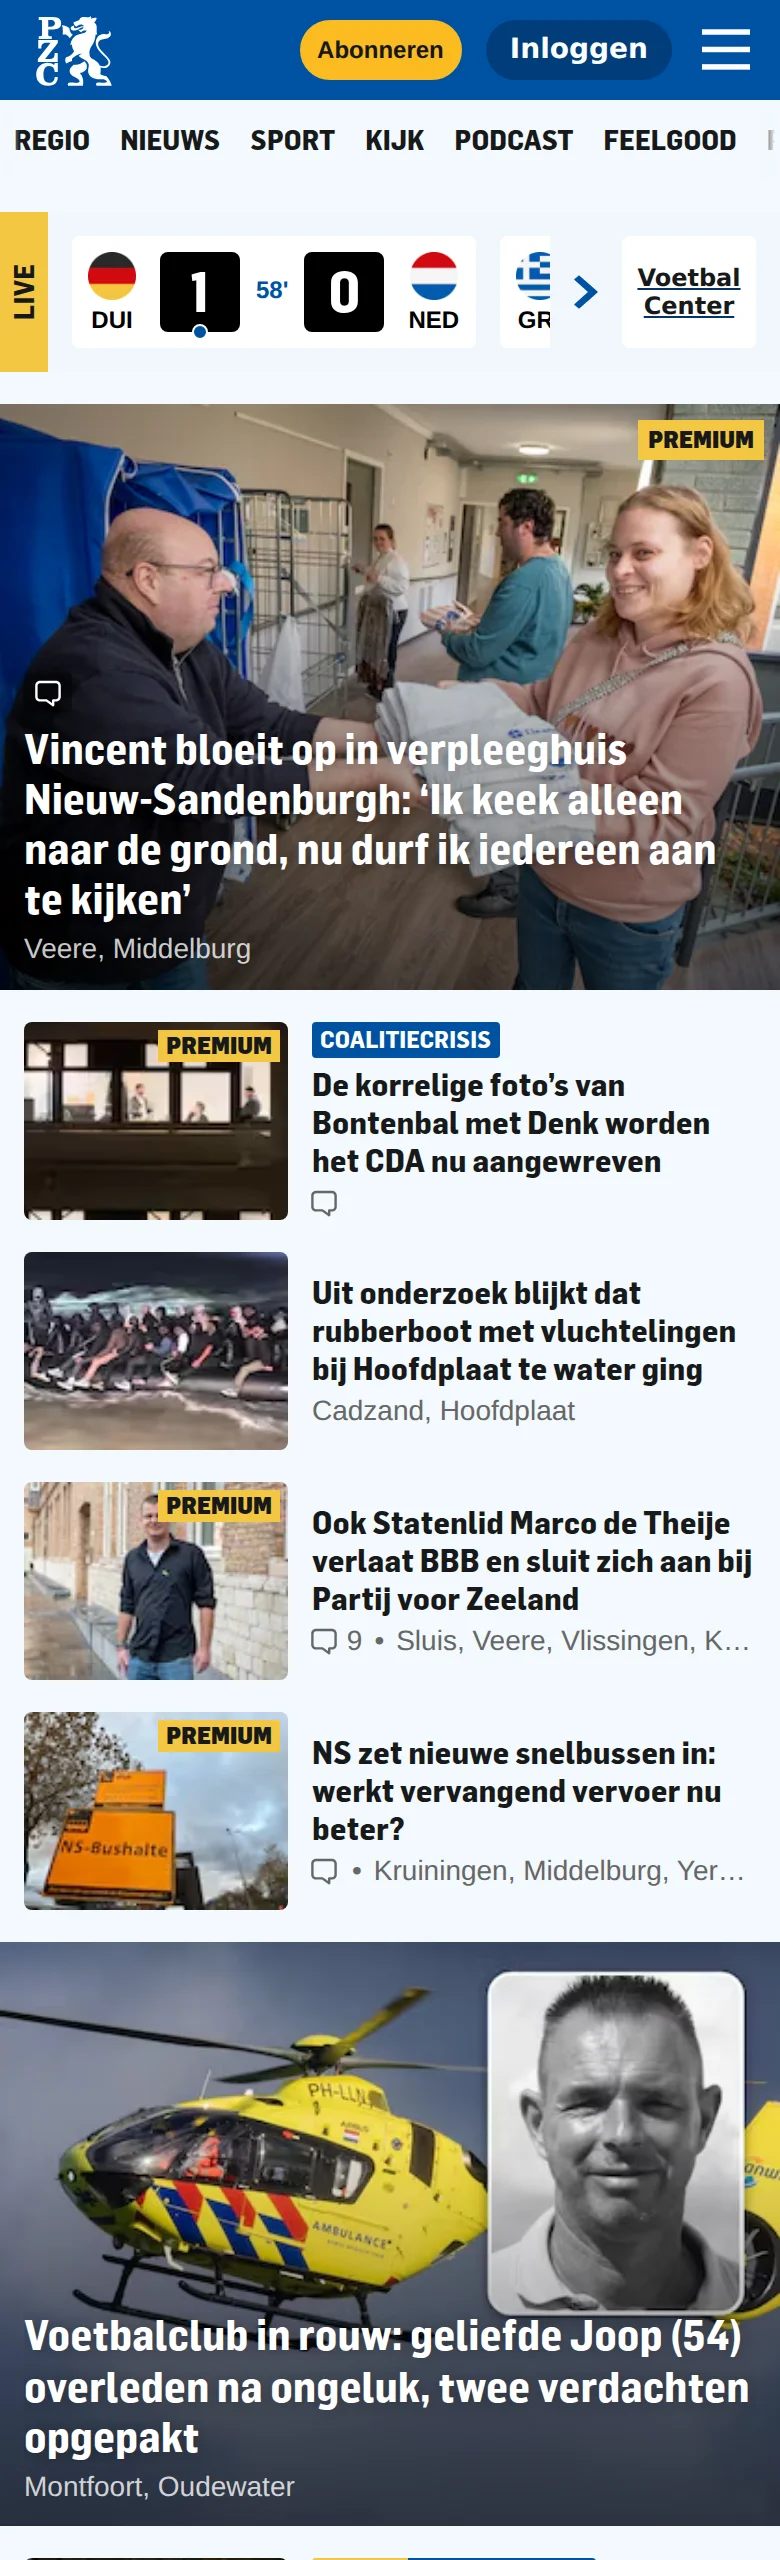 PZC
Abonneren
Inloggen
REGIO NIEUWS SPORT KIJK PODCAST FEELGOOD
LIVE
DUI
1
58'
0
NED
GR
Voetbal
Center
PREMIUM
Vincent bloeit op in verpleeghuis
Nieuw-Sandenburgh: ‘Ik keek alleen
naar de grond, nu durf ik iedereen aan
te kijken’
Veere, Middelburg
PREMIUM
COALITIECRISIS
De korrelige foto’s van
Bontenbal met Denk worden
het CDA nu aangewreven
Uit onderzoek blijkt dat
rubberboot met vluchtelingen
bij Hoofdplaat te water ging
Cadzand, Hoofdplaat
PREMIUM
Ook Statenlid Marco de Theije
verlaat BBB en sluit zich aan bij
Partij voor Zeeland
9 • Sluis, Veere, Vlissingen, K...
PREMIUM
NS-Bushalte
NS zet nieuwe snelbussen in:
werkt vervangend vervoer nu
beter?
• Kruiningen, Middelburg, Yer...
PH-LLN
AMBULANCE
anwb
Voetbalclub in rouw: geliefde Joop (54)
overleden na ongeluk, twee verdachten
opgepakt
Montfoort, Oudewater